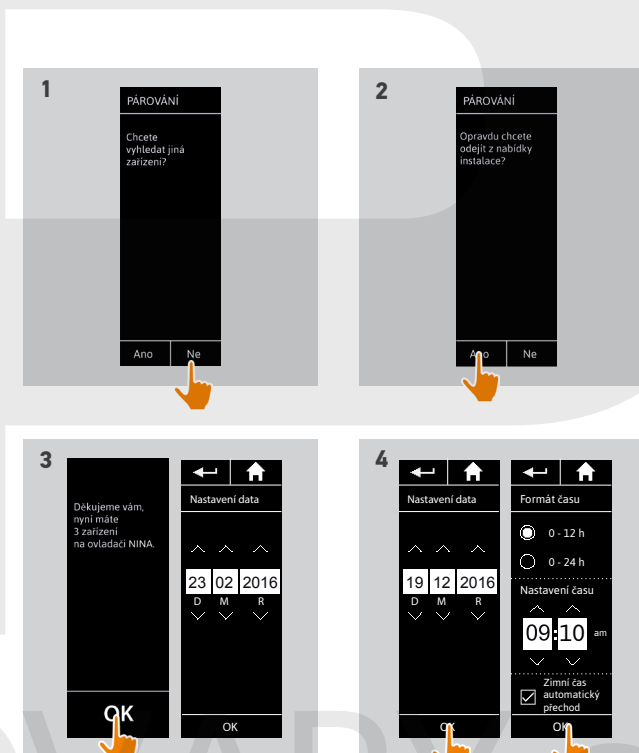 1
PÁROVÁNÍ
Chcete
vyhledat jiná
zařízení?
Ano Ne
2
PÁROVÁNÍ
Opravdu chcete
odejít z nabídky
instalace?
Ano Ne
3
Děkujeme vám,
nyní máte
3 zařízení
na ovladači NINA.
OK
Nastavení data
23 02 2016
D M R
OK
4
Nastavení data
19 12 2016
D M R
OK
Formát času
0 - 12 h
0 - 24 h
Nastavení času
09:10 am
Zimní čas
automatický
přechod
OK